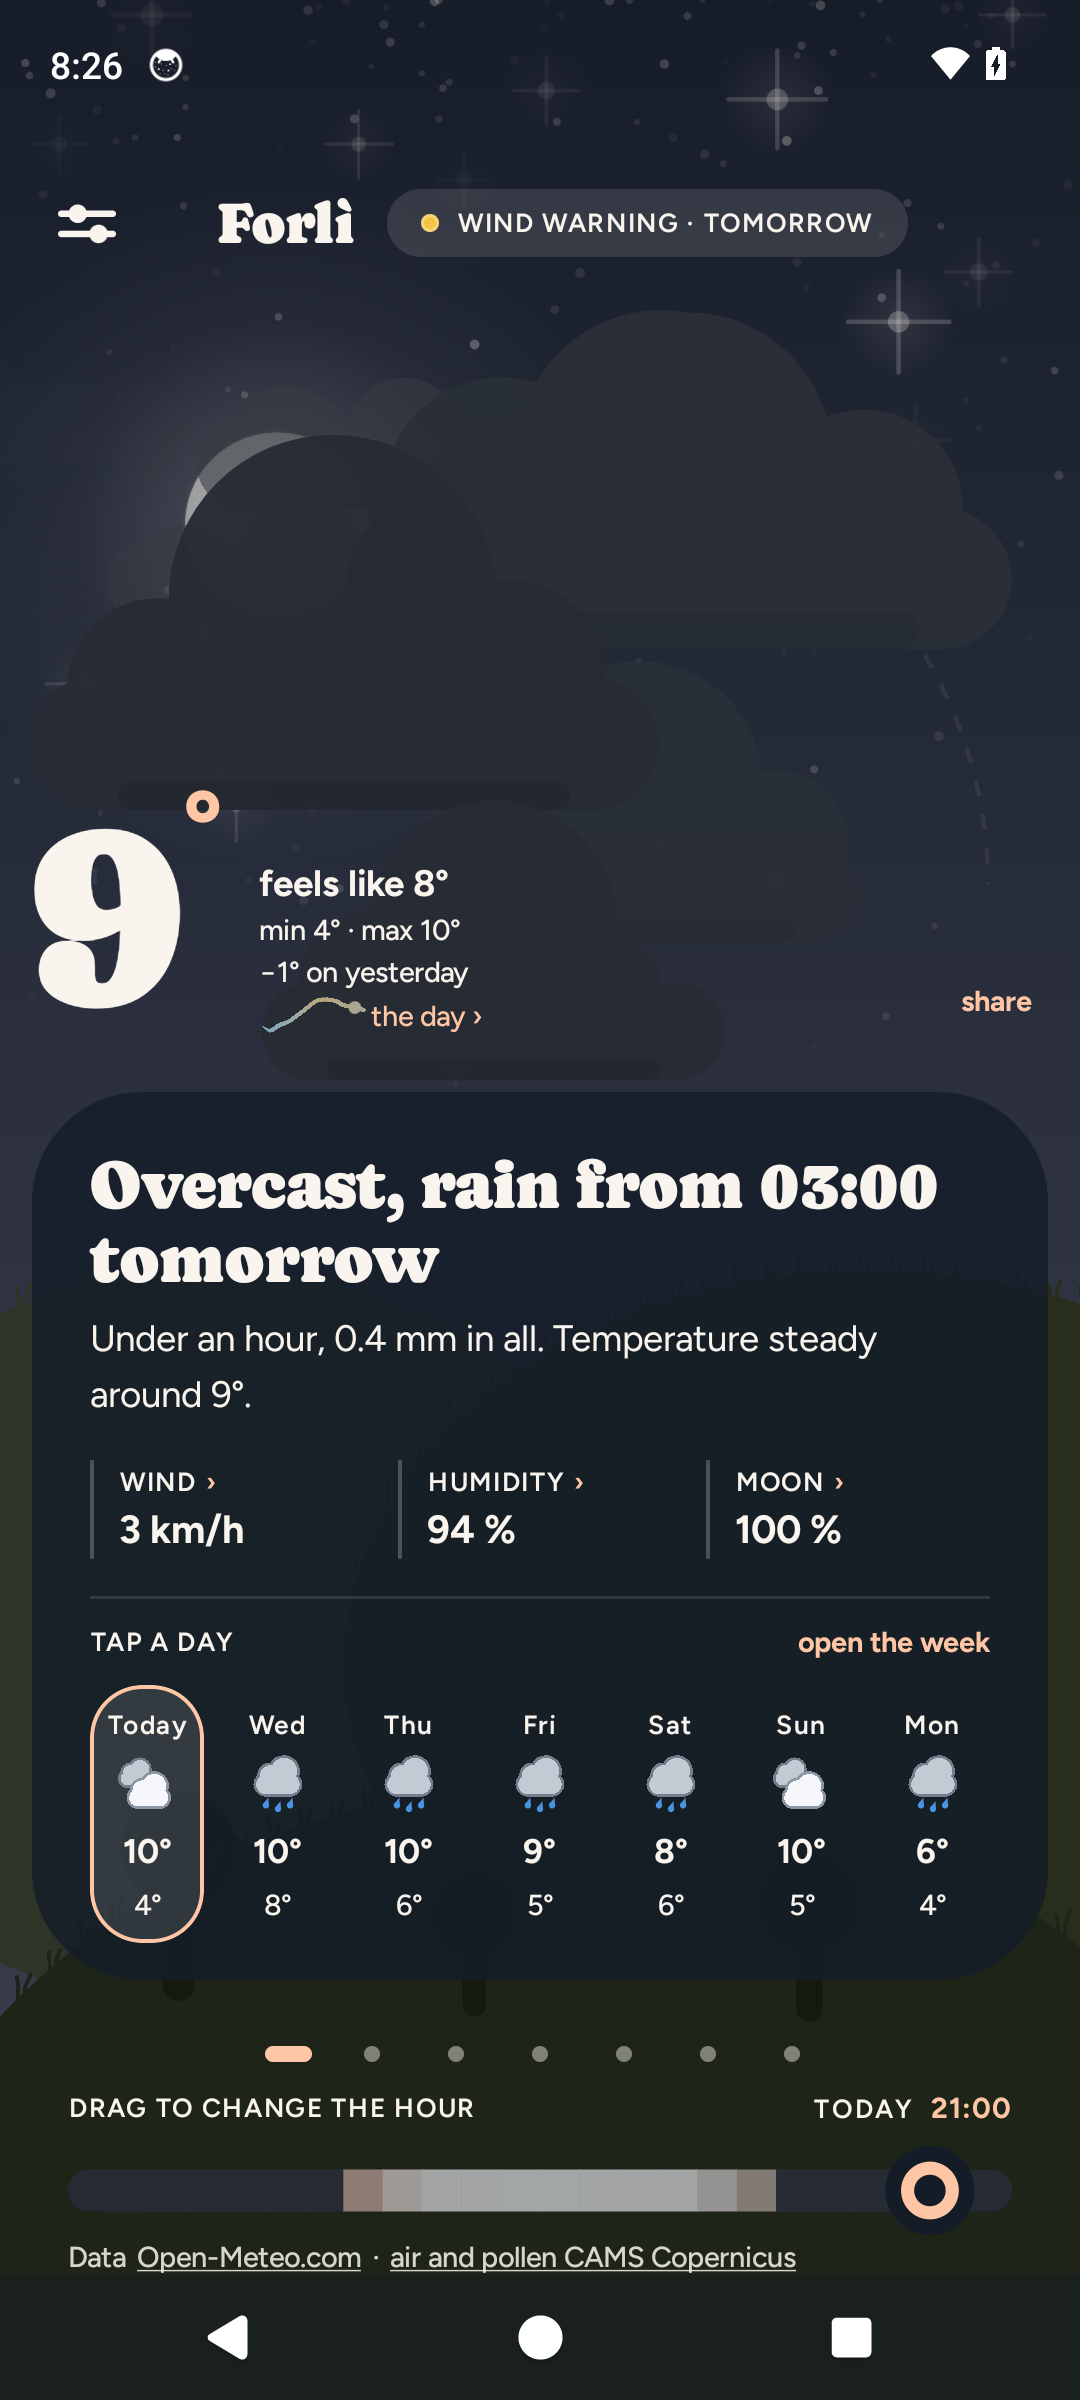 8:26
Forlì
WIND WARNING · TOMORROW
9°
feels like 8°
min 4° · max 10°
−1° on yesterday
the day ›
share
Overcast, rain from 03:00
tomorrow
Under an hour, 0.4 mm in all. Temperature steady
around 9°.
WIND › HUMIDITY › MOON ›
3 km/h 94 % 100 %
TAP A DAY open the week
Today Wed Thu Fri Sat Sun Mon
10° 10° 10° 9° 8° 10° 6°
4° 8° 6° 5° 6° 5° 4°
DRAG TO CHANGE THE HOUR TODAY 21:00
Data Open-Meteo.com · air and pollen CAMS Copernicus